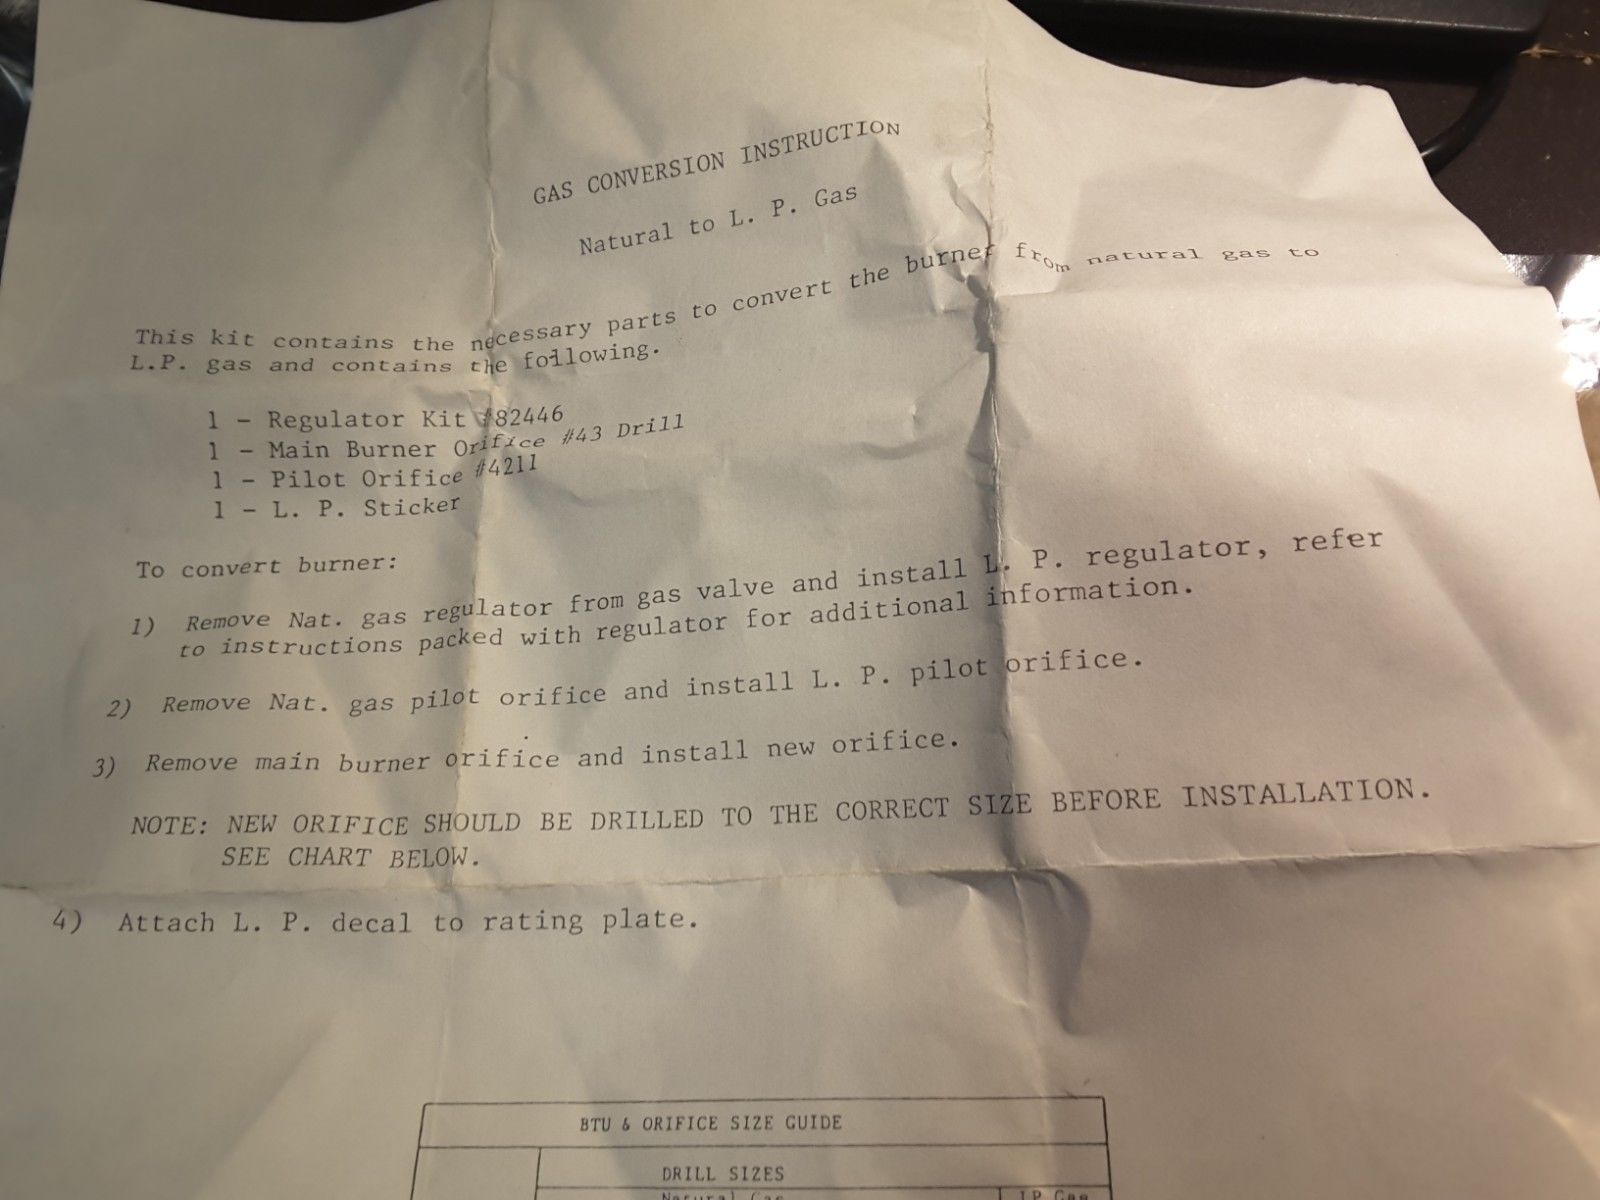 GAS CONVERSION INSTRUCTION
Natural to L. P. Gas
This kit contains the necessary parts to convert the burner from natural gas to
L.P. gas and contains the following.
1 - Regulator Kit #82446
1 - Main Burner Orifice #43 Drill
1 - Pilot Orifice #4211
1 - L. P. Sticker
To convert burner:
1) Remove Nat. gas regulator from gas valve and install L. P. regulator, refer
to instructions packed with regulator for additional information.
2) Remove Nat. gas pilot orifice and install L. P. pilot orifice.
3) Remove main burner orifice and install new orifice.
NOTE: NEW ORIFICE SHOULD BE DRILLED TO THE CORRECT SIZE BEFORE INSTALLATION.
SEE CHART BELOW.
4) Attach L. P. decal to rating plate.
BTU & ORIFICE SIZE GUIDE
DRILL SIZES
Natural Gas LP Gas